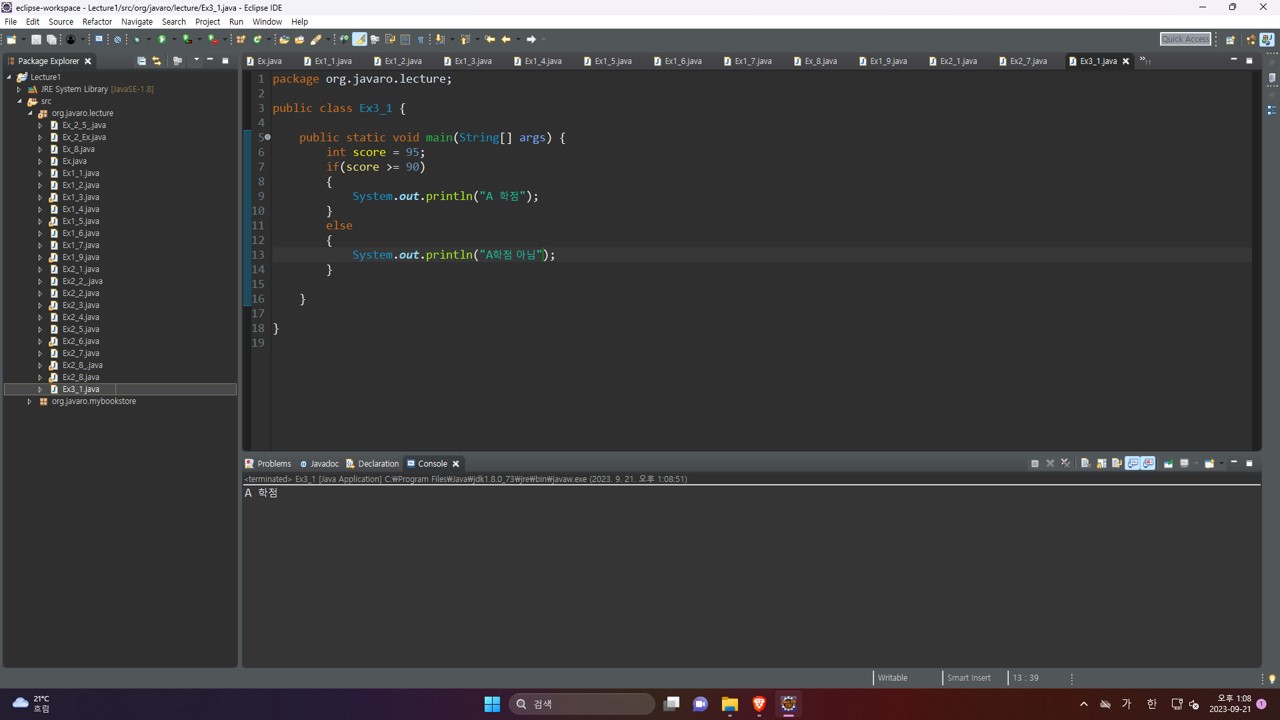 eclipse-workspace - Lecture1/src/org/javaro/lecture/Ex3_1.java - Eclipse IDE
File Edit Source Refactor Navigate Search Project Run Window Help
Quick Access
Package Explorer
Ex.java Ex1_1.java Ex1_2.java Ex1_3.java Ex1_4.java Ex1_5.java Ex1_6.java Ex1_7.java Ex_8.java Ex1_9.java Ex2_1.java Ex2_7.java Ex3_1.java »11
Lecture1
JRE System Library [JavaSE-1.8]
src
org.javaro.lecture
Ex_2_5_.java
Ex_2_Ex.java
Ex_8.java
Ex.java
Ex1_1.java
Ex1_2.java
Ex1_3.java
Ex1_4.java
Ex1_5.java
Ex1_6.java
Ex1_7.java
Ex1_9.java
Ex2_1.java
Ex2_2_.java
Ex2_2.java
Ex2_3.java
Ex2_4.java
Ex2_5.java
Ex2_6.java
Ex2_7.java
Ex2_8_.java
Ex2_8.java
Ex3_1.java
org.javaro.mybookstore
1 package org.javaro.lecture;
2
3 public class Ex3_1 {
4
5 public static void main(String[] args) {
6 int score = 95;
7 if(score >= 90)
8 {
9 System.out.println("A 학점");
10 }
11 else
12 {
13 System.out.println("A학점 아님");
14 }
15
16 }
17
18 }
19
Problems Javadoc Declaration Console
<terminated> Ex3_1 [Java Application] C:₩Program Files₩Java₩jdk1.8.0_73₩jre₩bin₩javaw.exe (2023. 9. 21. 오후 1:08:51)
A 학점
Writable Smart Insert 13 : 39
21°C
흐림
검색
가 한
오후 1:08
2023-09-21
1